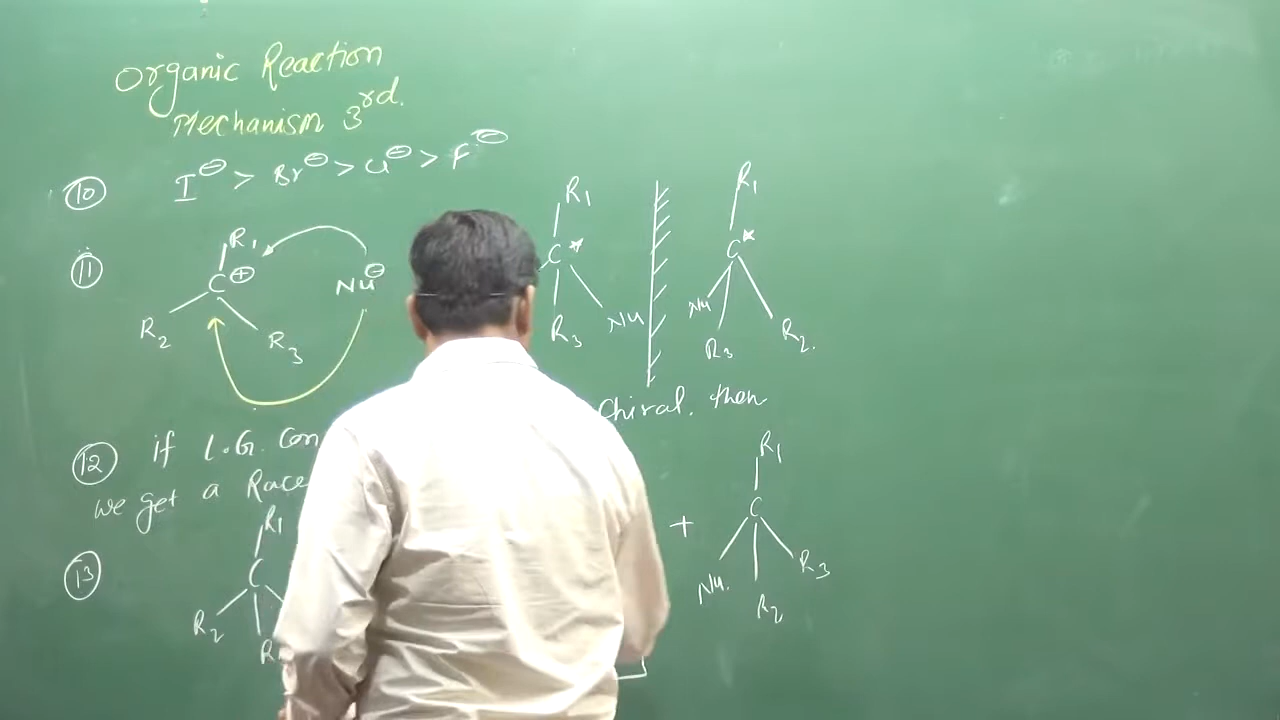 Organic Reaction
Mechanism 3rd.
(10) I⊖ > Br⊖ > Cl⊖ > F⊖
(11) R1 C⊕ R2 R3 Nu⊖
R1 C* R3 Nu
R1 C* Nu R3 R2.
(12) if L.G. Con Chiral. then
we get a Race
(13) R1 C R2 R
+ R1 C Nu. R2 R3